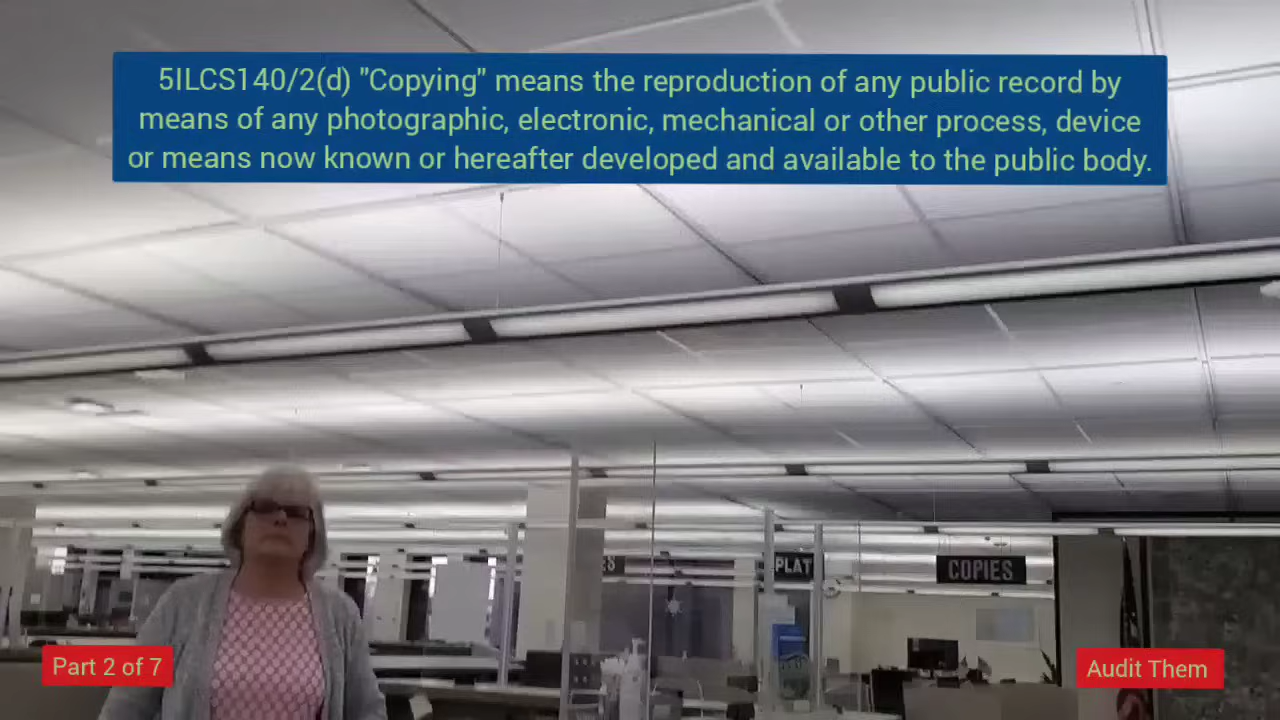 5ILCS140/2(d) "Copying" means the reproduction of any public record by
means of any photographic, electronic, mechanical or other process, device
or means now known or hereafter developed and available to the public body.
ES
PLAT
COPIES
Part 2 of 7
Audit Them